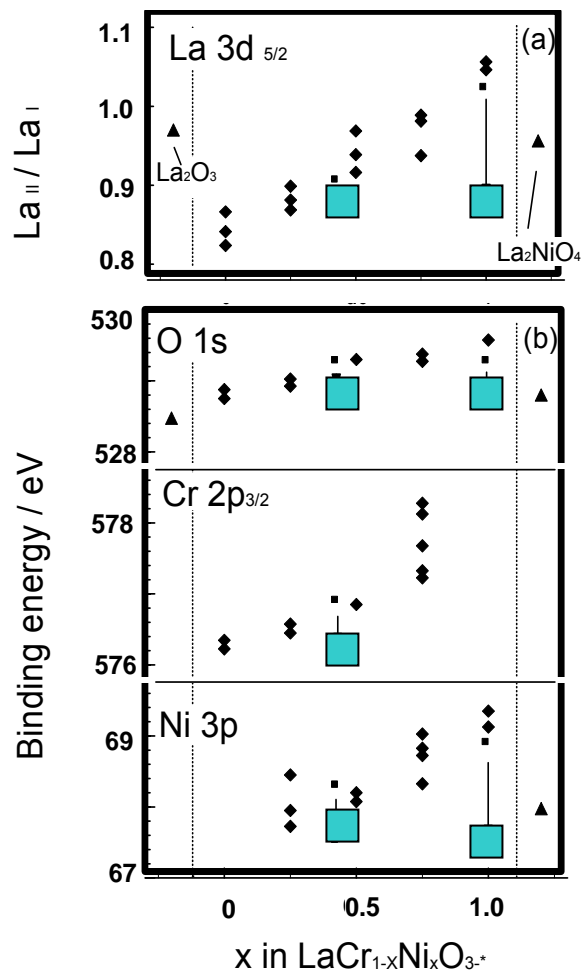 1.1
La 3d 5/2
(a)
1.0
La₂O₃
La II / La I
0.9
La₂NiO₄
0.8
530
O 1s
(b)
528
Cr 2p3/2
578
Binding energy / eV
576
Ni 3p
69
67
0
0.5
1.0
x in LaCr1-XNixO3-*